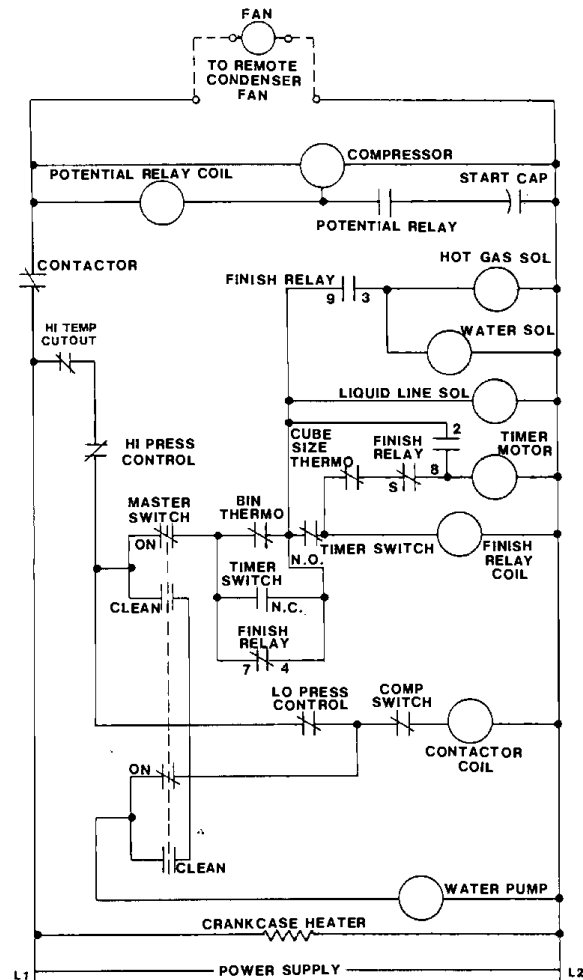 FAN
TO REMOTE
CONDENSER
FAN
COMPRESSOR
POTENTIAL RELAY COIL
START CAP
POTENTIAL RELAY
CONTACTOR
HOT GAS SOL
FINISH RELAY
9 3
HI TEMP
CUTOUT
WATER SOL
LIQUID LINE SOL
HI PRESS
CONTROL
CUBE
SIZE
THERMO
FINISH
RELAY
2
TIMER
MOTOR
S 8
MASTER
SWITCH
BIN
THERMO
ON
N.O.
TIMER SWITCH
FINISH
RELAY
COIL
TIMER
SWITCH
CLEAN
N.C.
FINISH
RELAY
7 4
LO PRESS
CONTROL
COMP
SWITCH
CONTACTOR
COIL
ON
CLEAN
WATER PUMP
CRANKCASE HEATER
L1 POWER SUPPLY L2